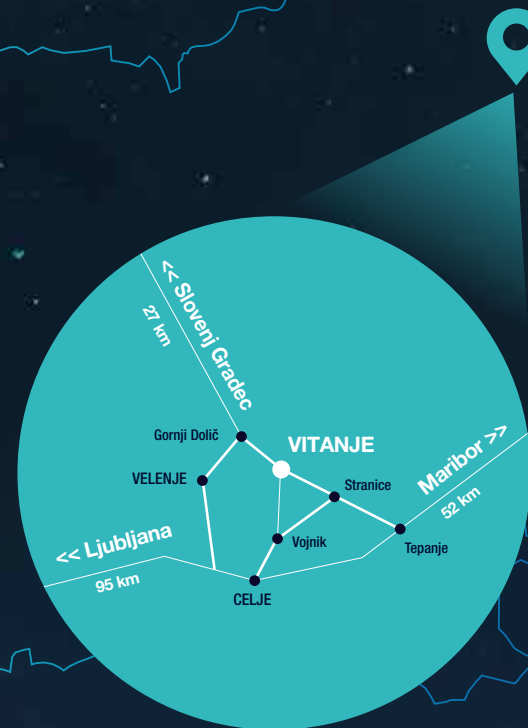 << Slovenj Gradec
27 km
Gornji Dolič
VITANJE
VELENJE
Stranice
Maribor >>
52 km
Vojnik
Tepanje
<< Ljubljana
95 km
CELJE